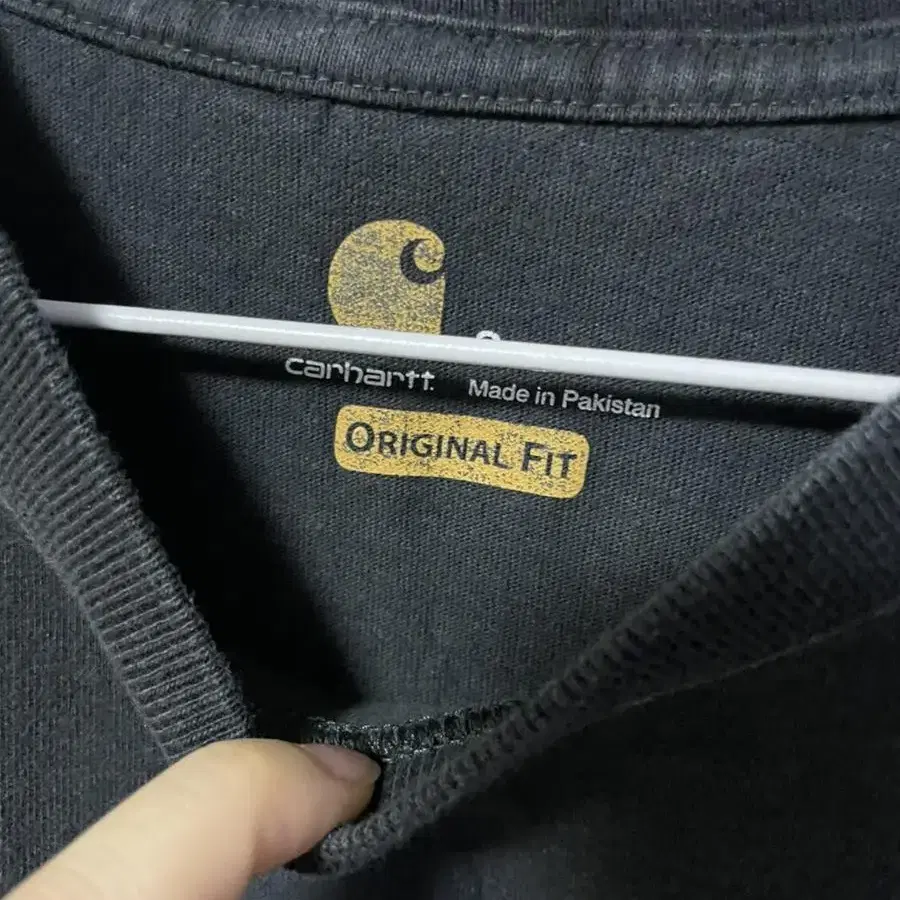 carhartt.
Made in Pakistan
ORIGINAL FIT